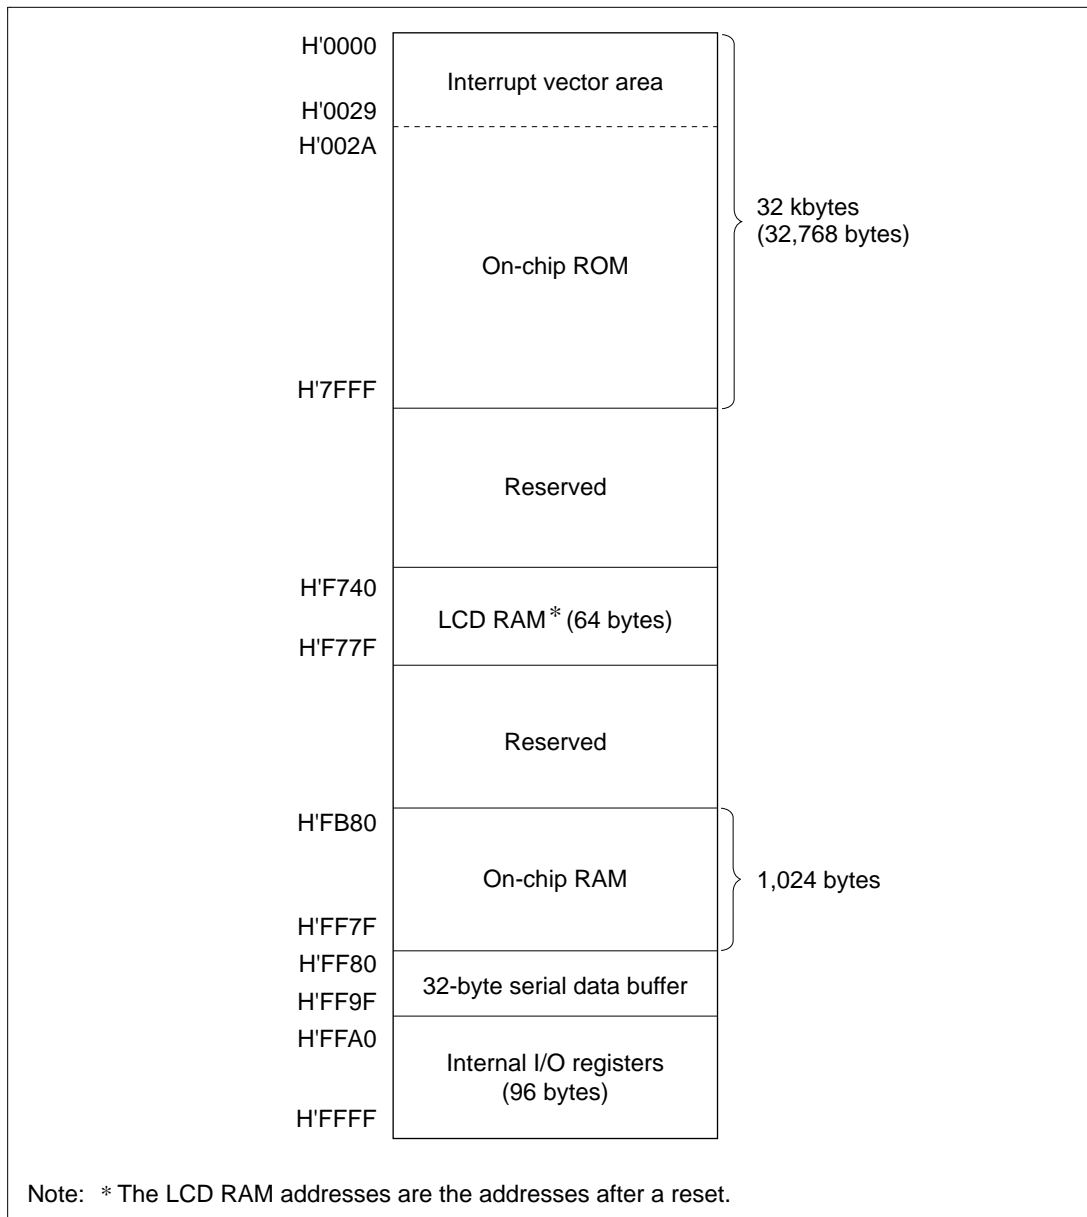 H'0000
Interrupt vector area
H'0029
H'002A
32 kbytes
(32,768 bytes)
On-chip ROM
H'7FFF
Reserved
H'F740
LCD RAM* (64 bytes)
H'F77F
Reserved
H'FB80
On-chip RAM
1,024 bytes
H'FF7F
H'FF80
32-byte serial data buffer
H'FF9F
H'FFA0
Internal I/O registers
(96 bytes)
H'FFFF
Note: * The LCD RAM addresses are the addresses after a reset.